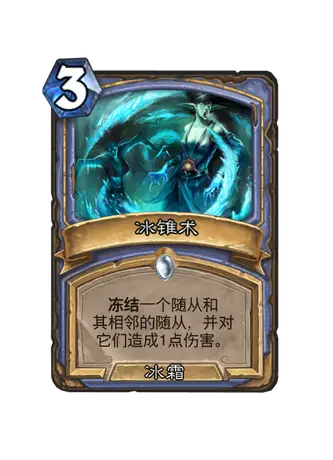 3
冰锥术
冻结一个随从和
其相邻的随从，并对
它们造成1点伤害。
冰霜